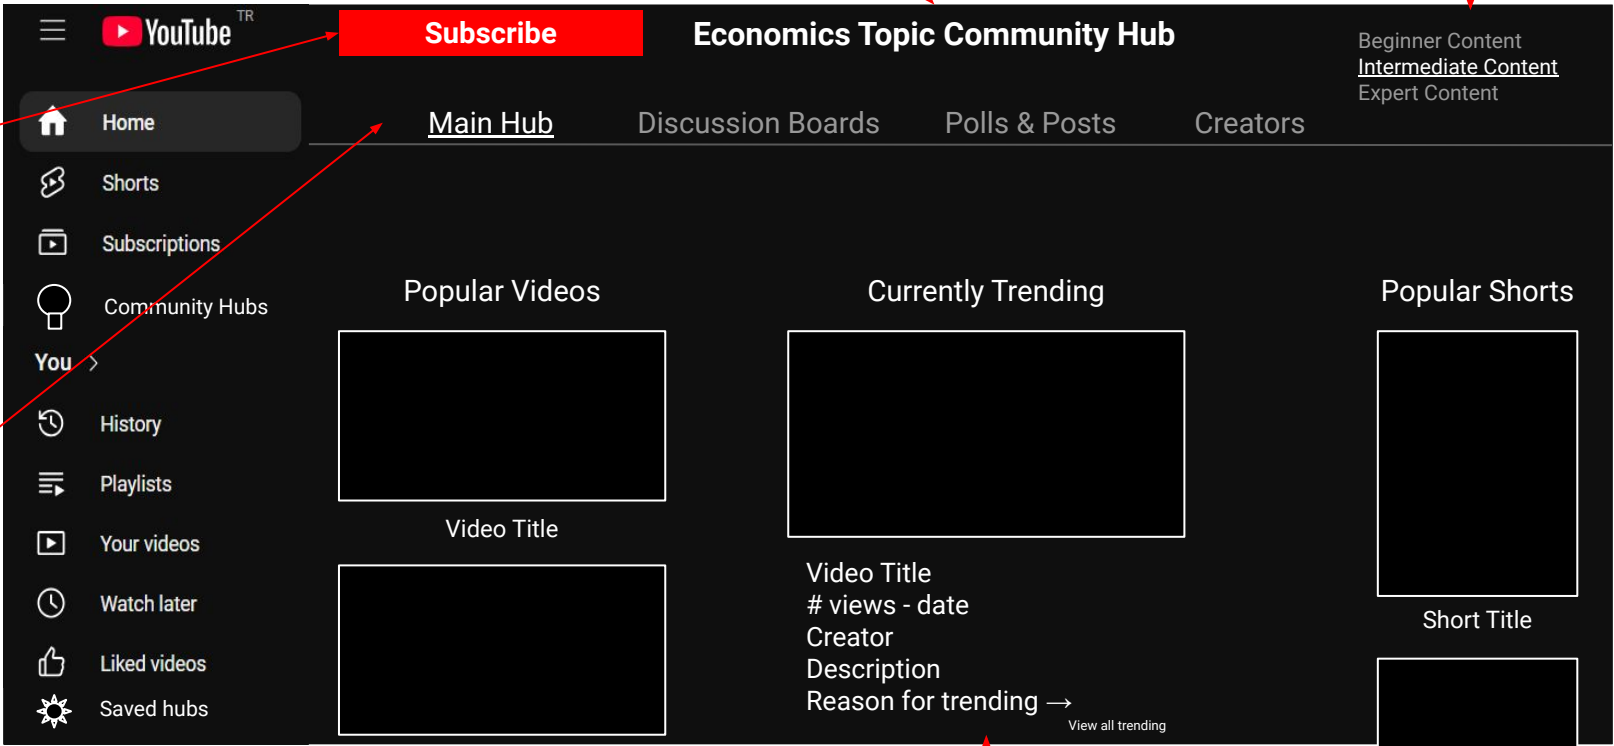 YouTube TR
Subscribe
Economics Topic Community Hub
Beginner Content
Intermediate Content
Expert Content
Home
Main Hub
Discussion Boards
Polls & Posts
Creators
Shorts
Subscriptions
Community Hubs
You >
History
Playlists
Your videos
Watch later
Liked videos
Saved hubs
Popular Videos
Video Title
Currently Trending
Video Title
# views - date
Creator
Description
Reason for trending →
View all trending
Popular Shorts
Short Title